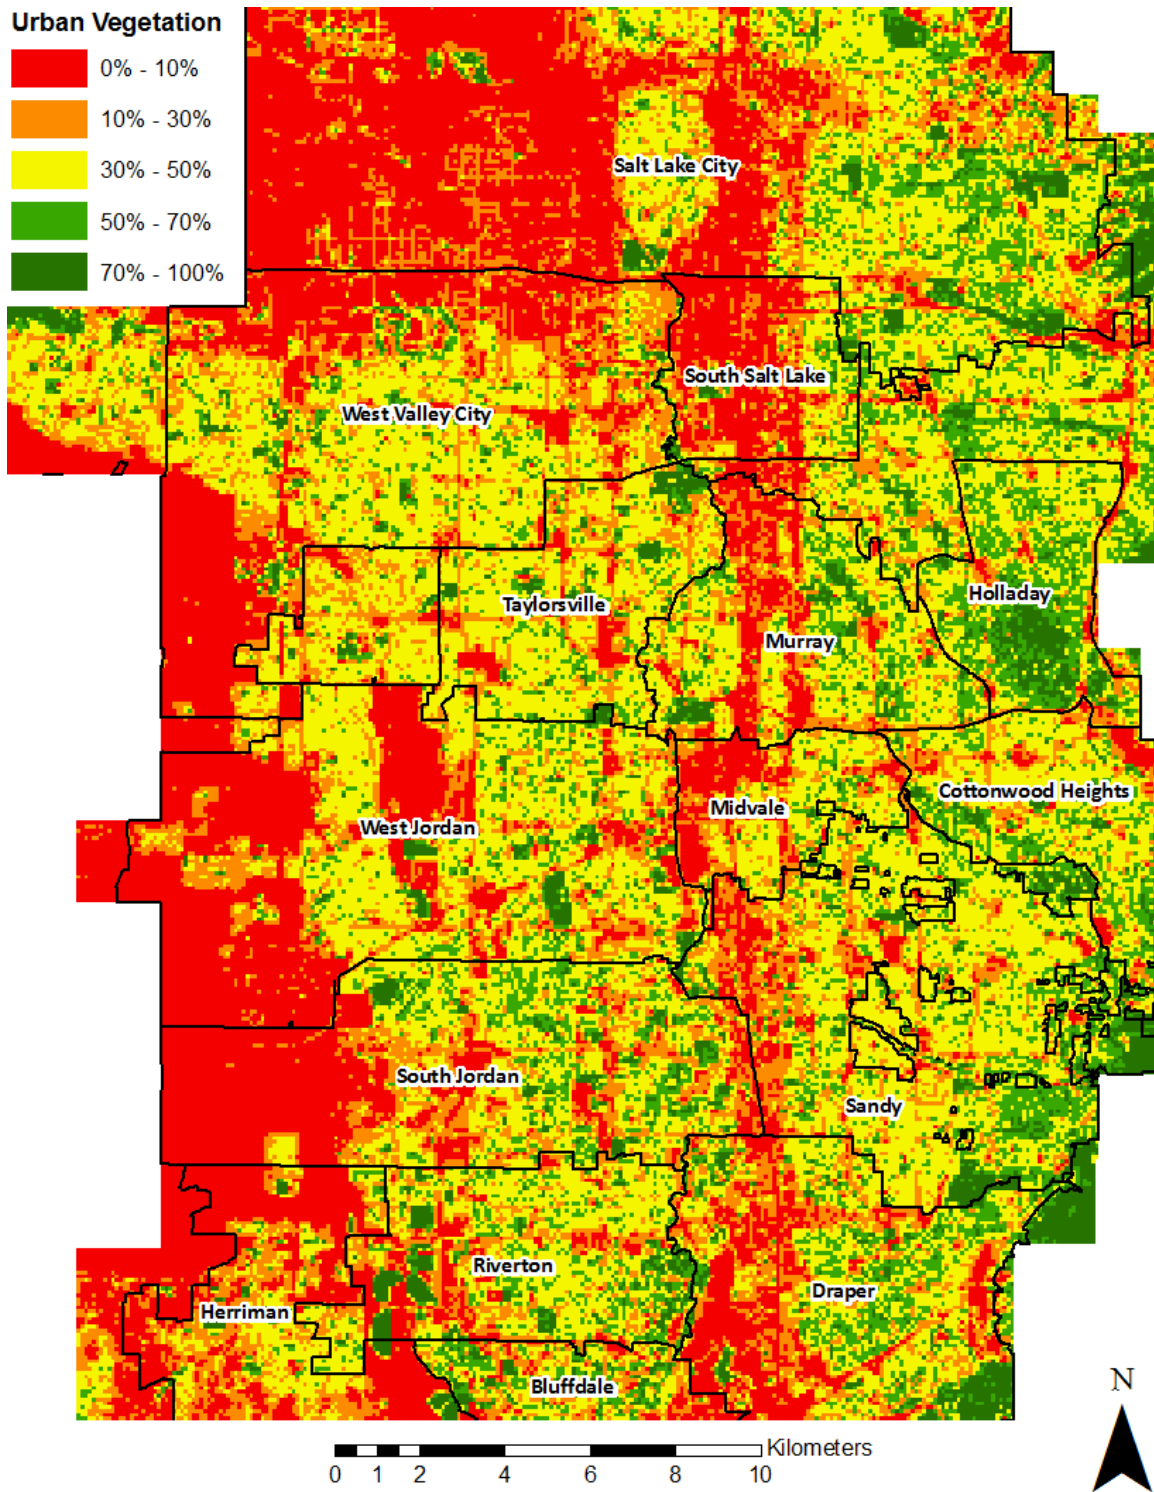 Urban Vegetation
0% - 10%
10% - 30%
30% - 50%
50% - 70%
70% - 100%
Salt Lake City
South Salt Lake
West Valley City
Taylorsville
Holladay
Murray
Cottonwood Heights
Midvale
West Jordan
South Jordan
Sandy
Riverton
Draper
Herriman
Bluffdale
N
Kilometers
0 1 2 4 6 8 10